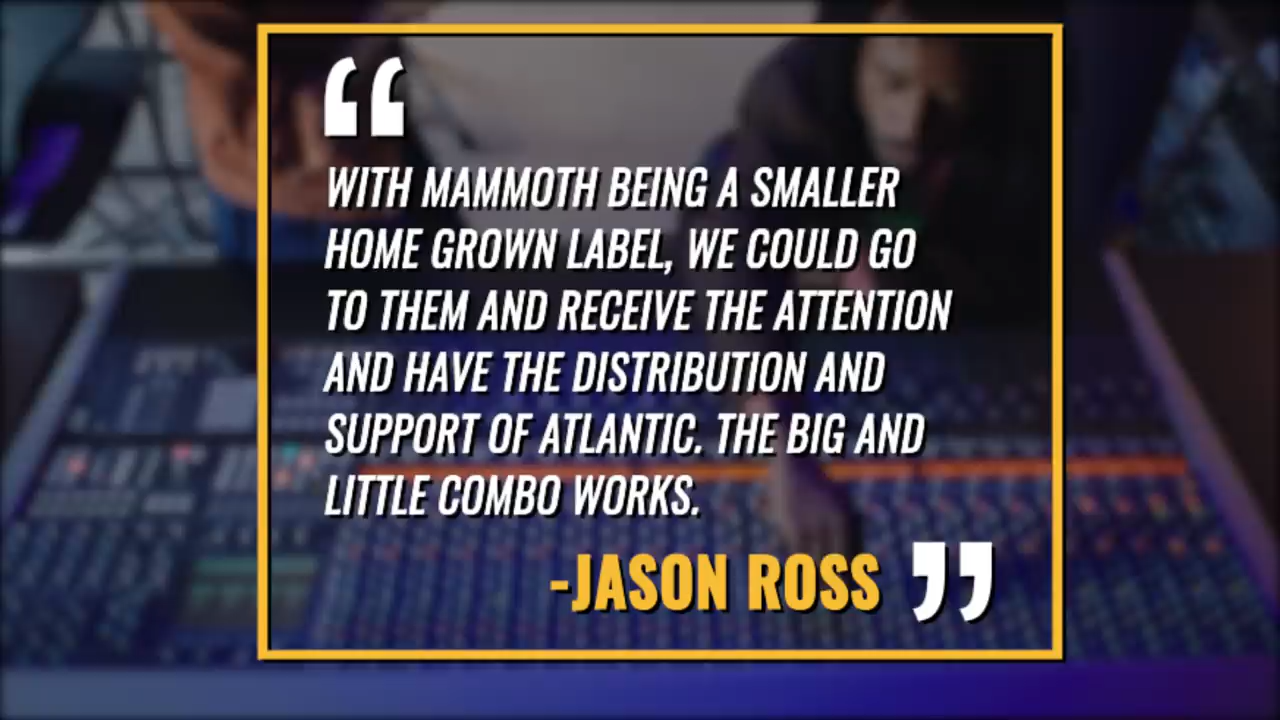 “
WITH MAMMOTH BEING A SMALLER
HOME GROWN LABEL, WE COULD GO
TO THEM AND RECEIVE THE ATTENTION
AND HAVE THE DISTRIBUTION AND
SUPPORT OF ATLANTIC. THE BIG AND
LITTLE COMBO WORKS.
-JASON ROSS ”